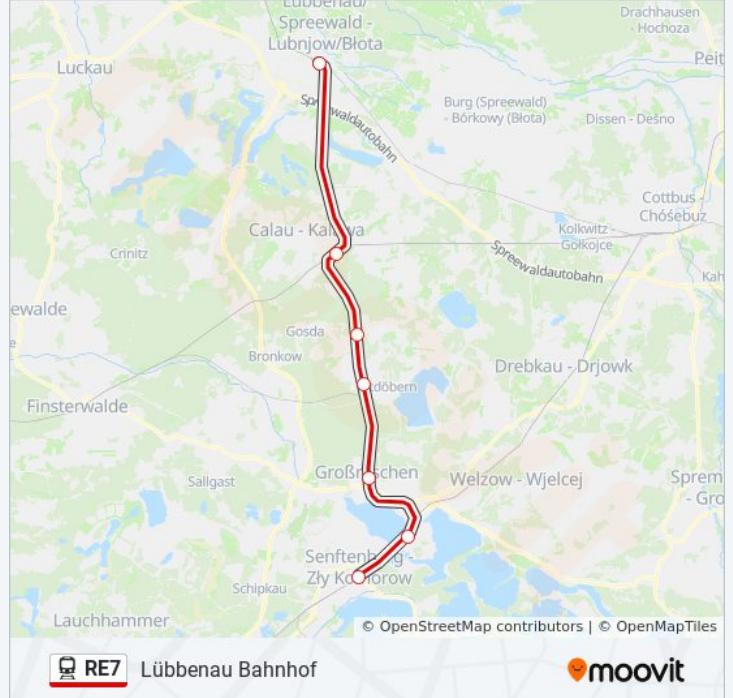 Lübbenau/
Spreewald -
Lubnjow/Błota
Drachhausen
- Hochoza
Luckau
Peit
Spreewaldautobahn
Burg (Spreewald)
- Bórkowy (Błota)
Dissen - Dešno
Cottbus -
Chóśebuz
Calau - Kalawa
Kolkwitz -
Gołkojce
Crinitz
Spreewaldautobahn
Kah
ewalde
e
Gosda
Bronkow
Drebkau - Drjowk
döbern
Finsterwalde
Großräschen
Sallgast
Welzow - Wjelcej
Sprem
- Gro
Senftenberg -
Zły Komorow
Schipkau
Lauchhammer
© OpenStreetMap contributors | © OpenMapTiles
RE7 Lübbenau Bahnhof
moovit